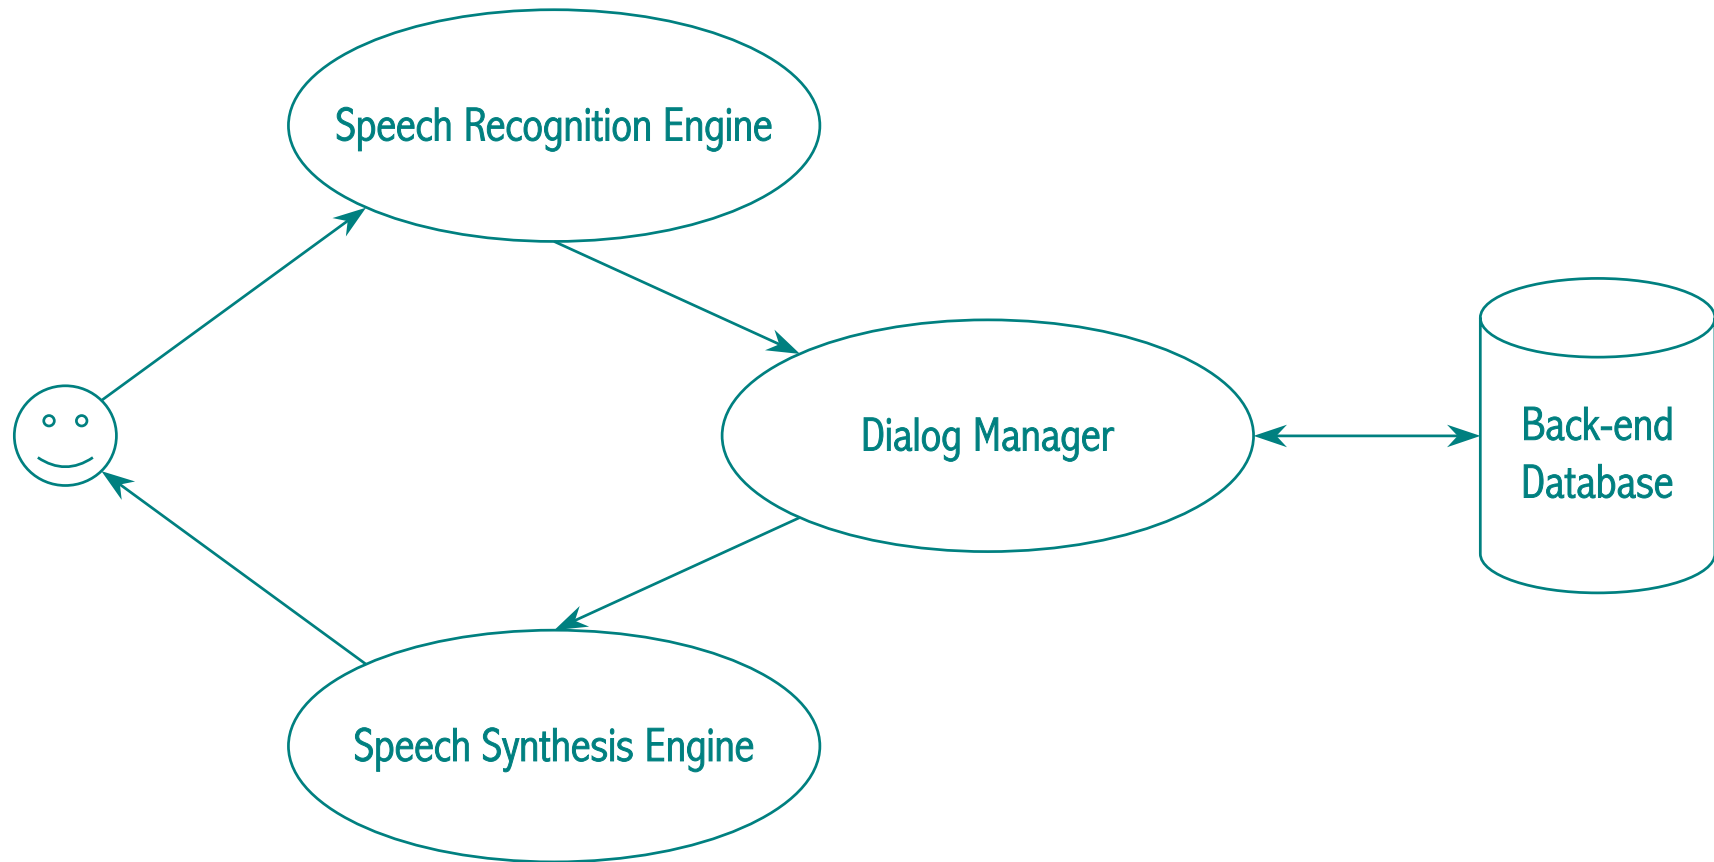 Speech Recognition Engine
Dialog Manager
Back-end
Database
Speech Synthesis Engine